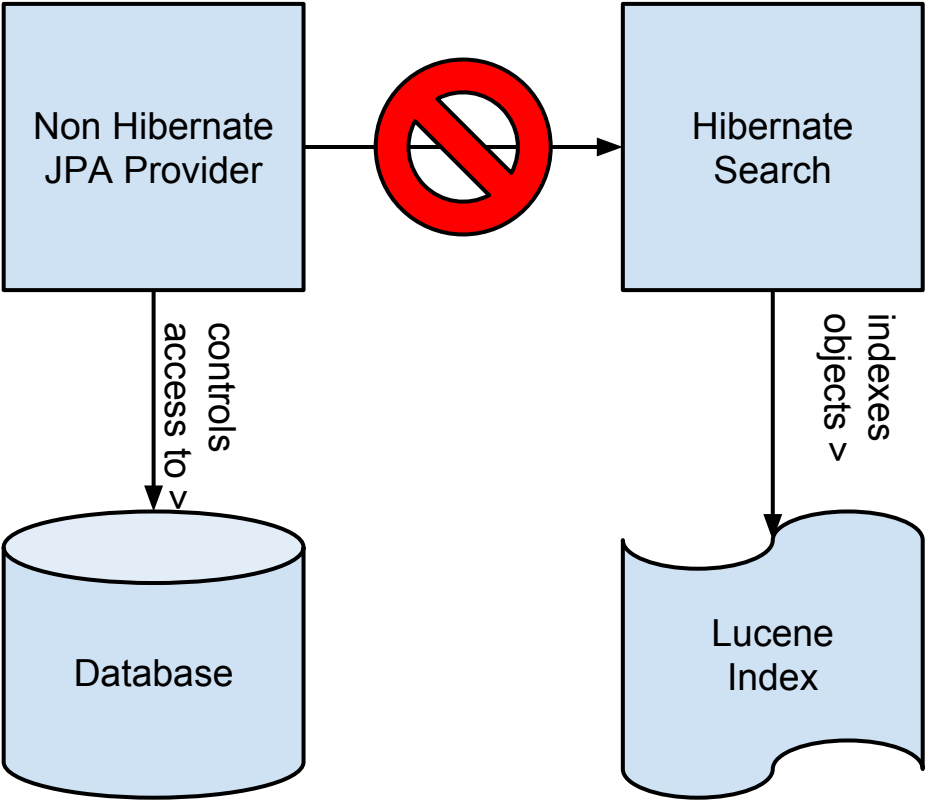 Non Hibernate
JPA Provider
Hibernate
Search
controls
access to >
indexes
objects >
Database
Lucene
Index